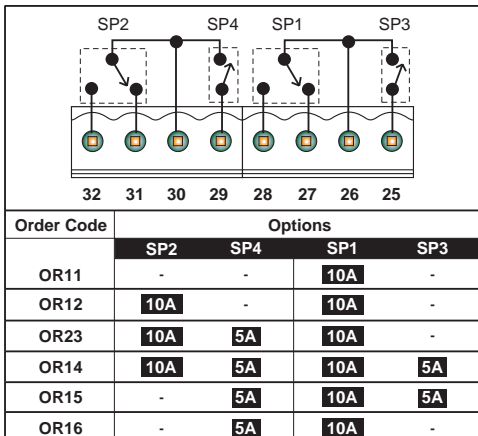 SP2 SP4 SP1 SP3
32 31 30 29 28 27 26 25
Order Code Options
SP2 SP4 SP1 SP3
OR11 - - 10A -
OR12 10A - 10A -
OR23 10A 5A 10A -
OR14 10A 5A 10A 5A
OR15 - 5A 10A 5A
OR16 - 5A 10A -